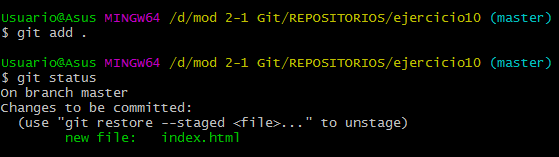 Usuario@Asus MINGW64 /d/mod 2-1 Git/REPOSITORIOS/ejercicio10 (master)
$ git add .
Usuario@Asus MINGW64 /d/mod 2-1 Git/REPOSITORIOS/ejercicio10 (master)
$ git status
On branch master
Changes to be committed:
  (use "git restore --staged <file>..." to unstage)
        new file:   index.html